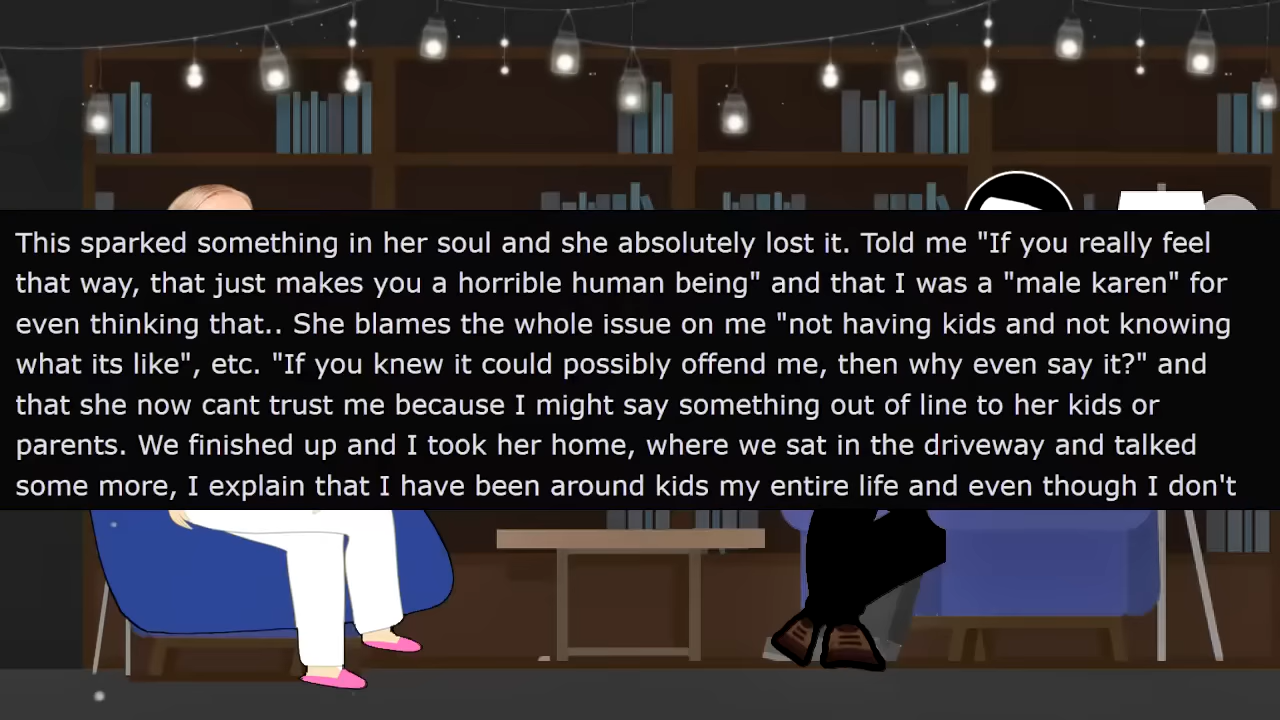 This sparked something in her soul and she absolutely lost it. Told me "If you really feel
that way, that just makes you a horrible human being" and that I was a "male karen" for
even thinking that.. She blames the whole issue on me "not having kids and not knowing
what its like", etc. "If you knew it could possibly offend me, then why even say it?" and
that she now cant trust me because I might say something out of line to her kids or
parents. We finished up and I took her home, where we sat in the driveway and talked
some more, I explain that I have been around kids my entire life and even though I don't